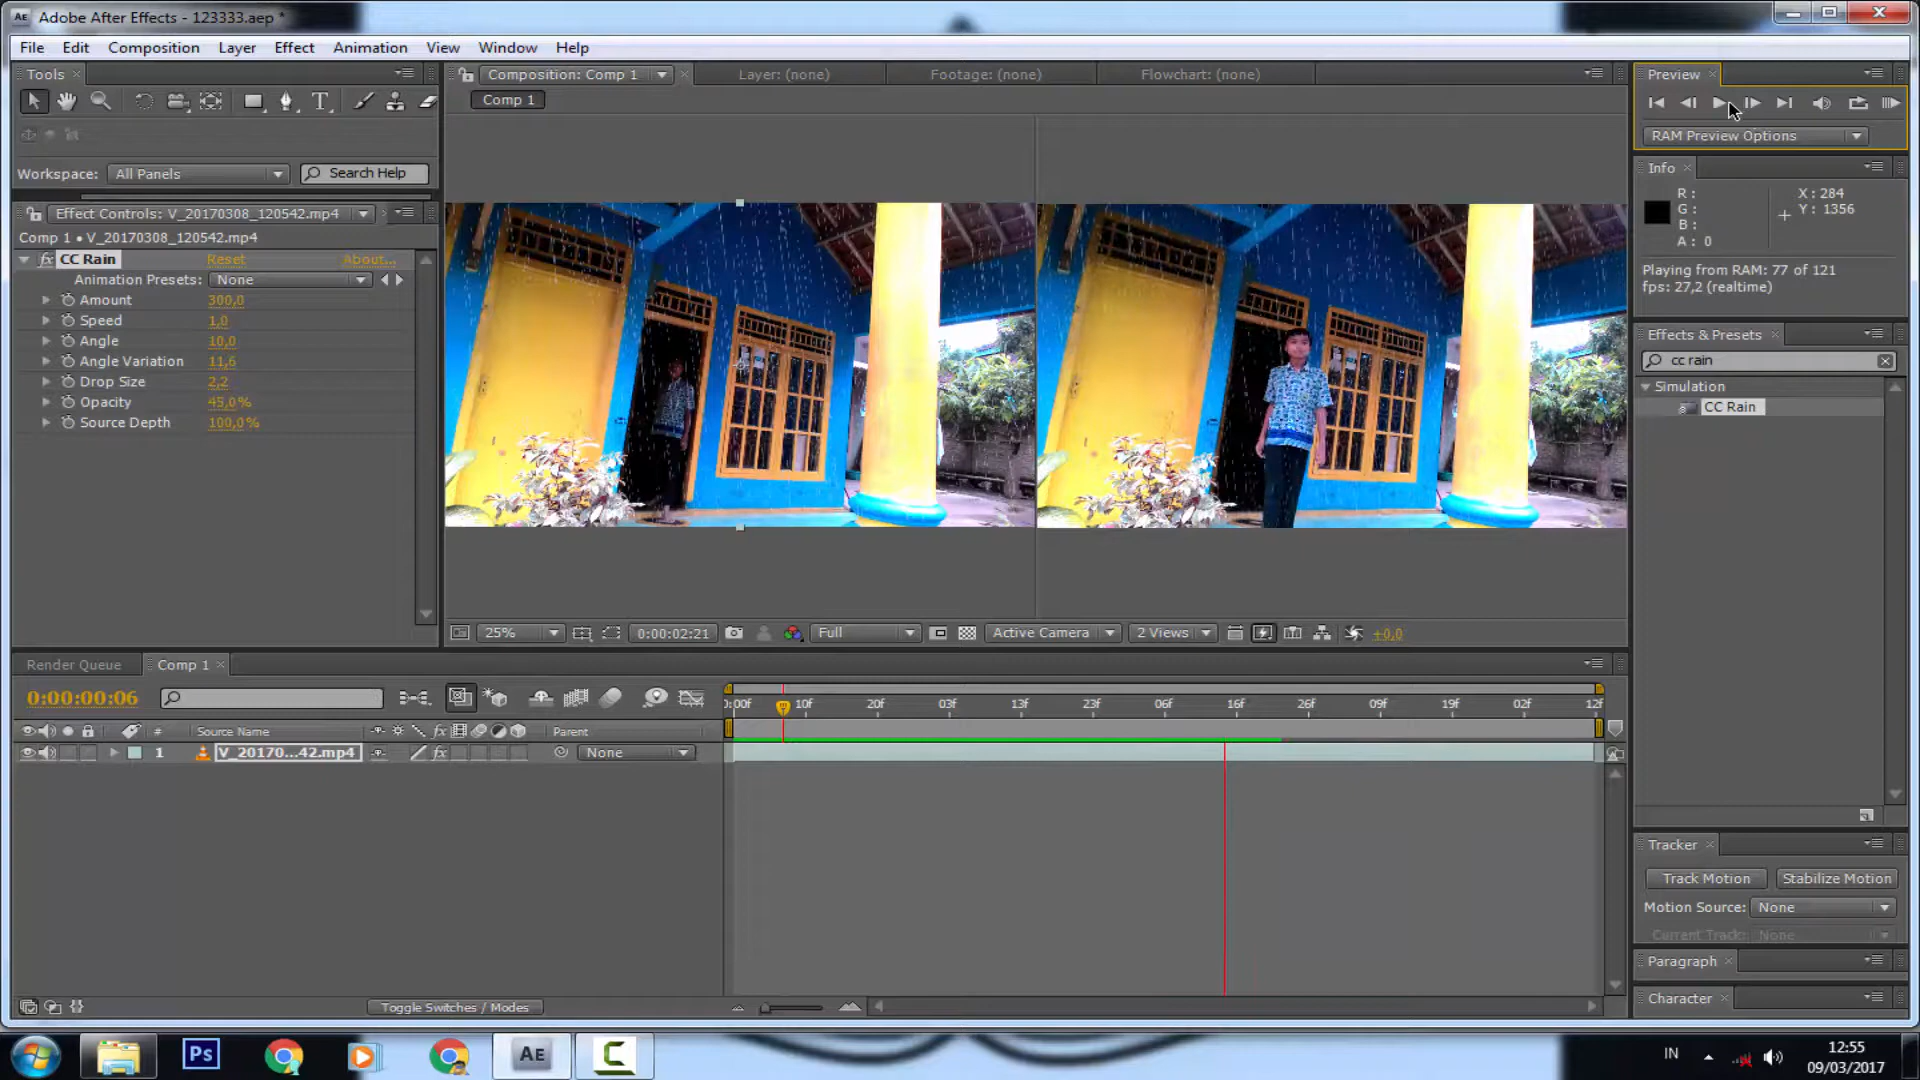 Adobe After Effects - 123333.aep *
File Edit Composition Layer Effect Animation View Window Help
Tools
Workspace: All Panels
Search Help
Effect Controls: V_20170308_120542.mp4
Comp 1 • V_20170308_120542.mp4
fx CC Rain Reset About...
Animation Presets: None
Amount 300,0
Speed 1,0
Angle 10,0
Angle Variation 11,6
Drop Size 2,2
Opacity 45,0%
Source Depth 100,0%
Composition: Comp 1
Layer: (none)
Footage: (none)
Flowchart: (none)
Comp 1
25%
0:00:02:21
Full
Active Camera
2 Views
+0,0
Preview
RAM Preview Options
Info
R :
G :
B :
A : 0
X : 284
Y : 1356
Playing from RAM: 77 of 121
fps: 27,2 (realtime)
Effects & Presets
cc rain
Simulation
CC Rain
Tracker
Track Motion
Stabilize Motion
Motion Source: None
Current Track: None
Paragraph
Character
Render Queue
Comp 1
0:00:00:06
# Source Name
Parent
1 V_20170...42.mp4
fx
None
0:00f 10f 20f 03f 13f 23f 06f 16f 26f 09f 19f 02f 12f
Toggle Switches / Modes
Ps
AE
IN
12:55
09/03/2017